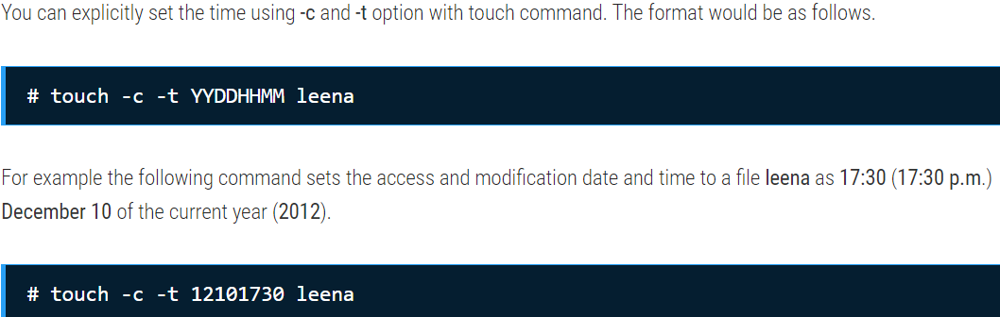 You can explicitly set the time using -c and -t option with touch command. The format would be as follows.
# touch -c -t YYDDHHMM leena
For example the following command sets the access and modification date and time to a file leena as 17:30 (17:30 p.m.)
December 10 of the current year (2012).
# touch -c -t 12101730 leena